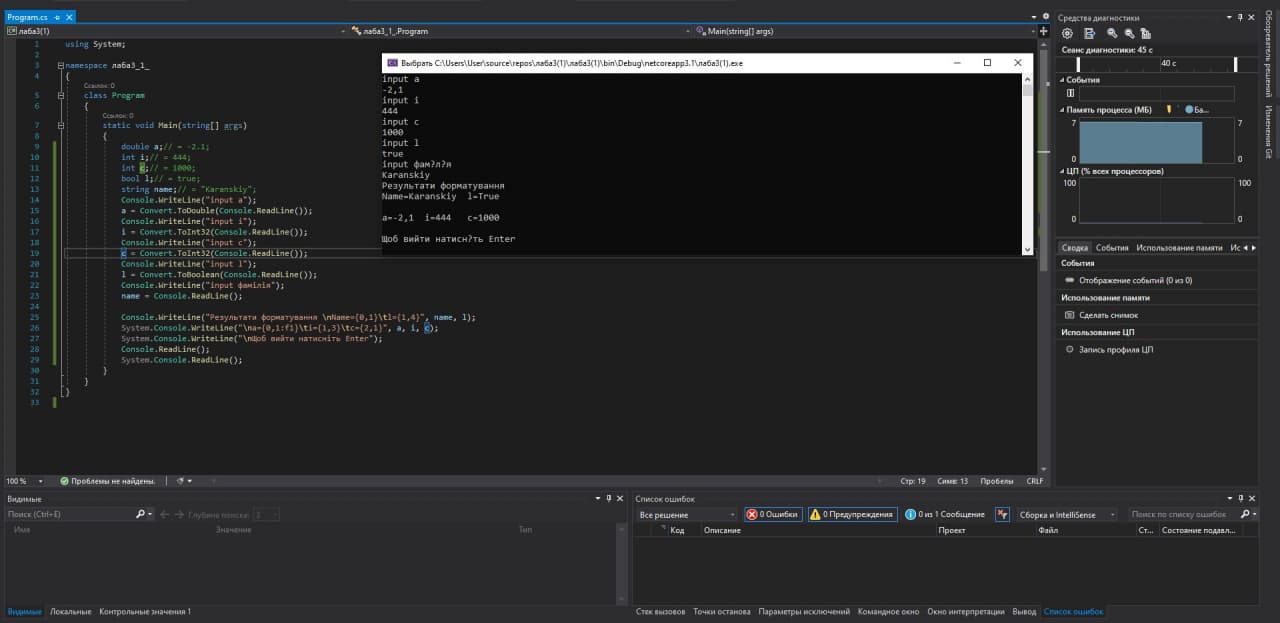 Program.cs
лаба3(1)
лаба3_1_.Program
Main(string[] args)
1 using System;
2
3 namespace лаба3_1_
4 {
Ссылок: 0
5 class Program
6 {
Ссылок: 0
7 static void Main(string[] args)
8 {
9 double a;// = -2.1;
10 int i;// = 444;
11 int c;// = 1000;
12 bool l;// = true;
13 string name;// = "Karanskiy";
14 Console.WriteLine("input a");
15 a = Convert.ToDouble(Console.ReadLine());
16 Console.WriteLine("input i");
17 i = Convert.ToInt32(Console.ReadLine());
18 Console.WriteLine("input c");
19 c = Convert.ToInt32(Console.ReadLine());
20 Console.WriteLine("input l");
21 l = Convert.ToBoolean(Console.ReadLine());
22 Console.WriteLine("input фамілія");
23 name = Console.ReadLine();
24
25 Console.WriteLine("Результати форматування \nName={0,1}\tl={1,4}", name, l);
26 System.Console.WriteLine("\na={0,1:f1}\ti={1,3}\tc={2,1}", a, i, c);
27 System.Console.WriteLine("\nЩоб вийти натисніть Enter");
28 Console.ReadLine();
29 System.Console.ReadLine();
30 }
31 }
32 }
33
Выбрать C:\Users\User\source\repos\лаба3(1)\лаба3(1)\bin\Debug\netcoreapp3.1\лаба3(1).exe
input a
-2,1
input i
444
input c
1000
input l
true
input фам?л?я
Karanskiy
Результати форматування
Name=Karanskiy l=True
a=-2,1 i=444 c=1000
Щоб вийти натисн?ть Enter
100 %
Проблемы не найдены.
Стр: 19 Симв: 13 Пробелы CRLF
Средства диагностики
Сеанс диагностики: 45 с
40 с
События
Память процесса (МБ) Ба...
7 7
0 0
ЦП (% всех процессоров)
100 100
0 0
Сводка События Использование памяти Ис
События
Отображение событий (0 из 0)
Использование памяти
Сделать снимок
Использование ЦП
Запись профиля ЦП
Обозреватель решений
Изменения Git
Видимые
Поиск (Ctrl+E) Глубина поиска: 3
Имя Значение Тип
Видимые Локальные Контрольные значения 1
Список ошибок
Все решение 0 Ошибки 0 Предупреждения 0 из 1 Сообщение Сборка и IntelliSense Поиск по списку ошибок
Код Описание Проект Файл Ст... Состояние подавл...
Стек вызовов Точки останова Параметры исключений Командное окно Окно интерпретации Вывод Список ошибок